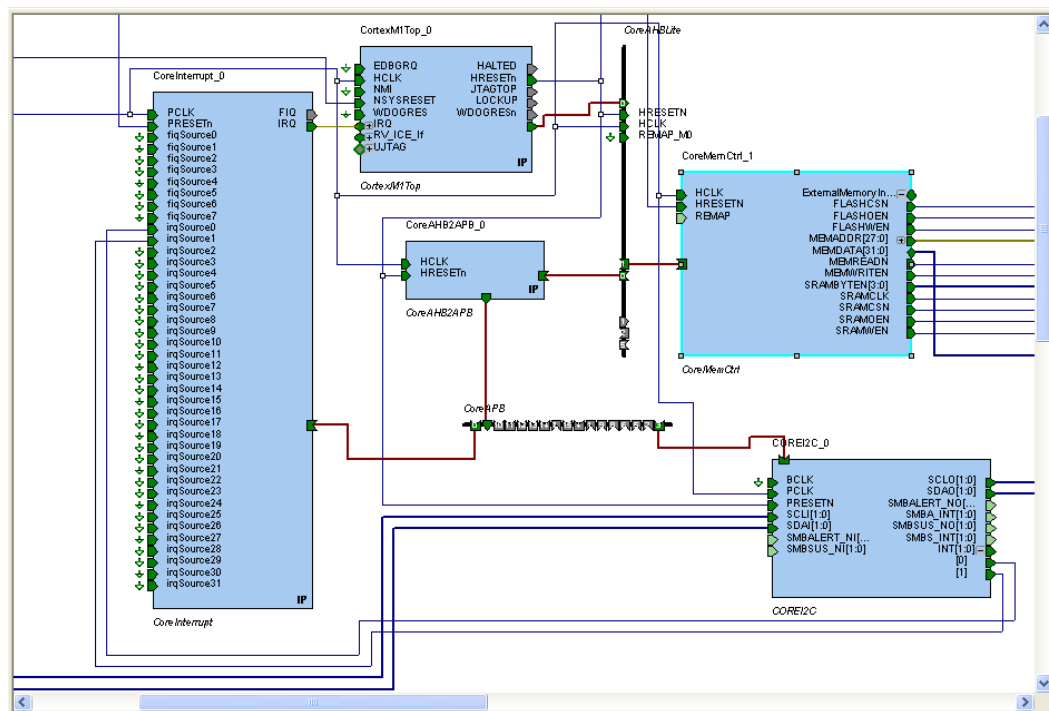 CortexM1Top_0
CoreAHBLite
EDBGRQ
HCLK
NMI
NSYSRESET
WDOGRES
IRQ
RV_ICE_If
UJTAG
HALTED
HRESETn
JTAGTOP
LOCKUP
WDOGRESn
IP
CortexM1Top
HRESETN
HCLK
REMAP_M0
CoreInterrupt_0
PCLK
PRESETn
fiqSource0
fiqSource1
fiqSource2
fiqSource3
fiqSource4
fiqSource5
fiqSource6
fiqSource7
irqSource0
irqSource1
irqSource2
irqSource3
irqSource4
irqSource5
irqSource6
irqSource7
irqSource8
irqSource9
irqSource10
irqSource11
irqSource12
irqSource13
irqSource14
irqSource15
irqSource16
irqSource17
irqSource18
irqSource19
irqSource20
irqSource21
irqSource22
irqSource23
irqSource24
irqSource25
irqSource26
irqSource27
irqSource28
irqSource29
irqSource30
irqSource31
FIQ
IRQ
IP
CoreInterrupt
CoreMemCtrl_1
HCLK
HRESETN
REMAP
ExternalMemoryIn...
FLASHCSN
FLASHOEN
FLASHWEN
MEMADDR[27:0]
MEMDATA[31:0]
MEMREADN
MEMWRITEN
SRAMBYTEN[3:0]
SRAMCLK
SRAMCSN
SRAMOEN
SRAMWEN
CoreMemCtrl
CoreAHB2APB_0
HCLK
HRESETn
IP
CoreAHB2APB
CoreAPB
COREI2C_0
BCLK
PCLK
PRESETN
SCLI[1:0]
SDAI[1:0]
SMBALERT_NI[...
SMBSUS_NI[1:0]
SCLO[1:0]
SDAO[1:0]
SMBALERT_NO[...
SMBA_INT[1:0]
SMBSUS_NO[1:0]
SMBS_INT[1:0]
INT[1:0]
[0]
[1]
COREI2C